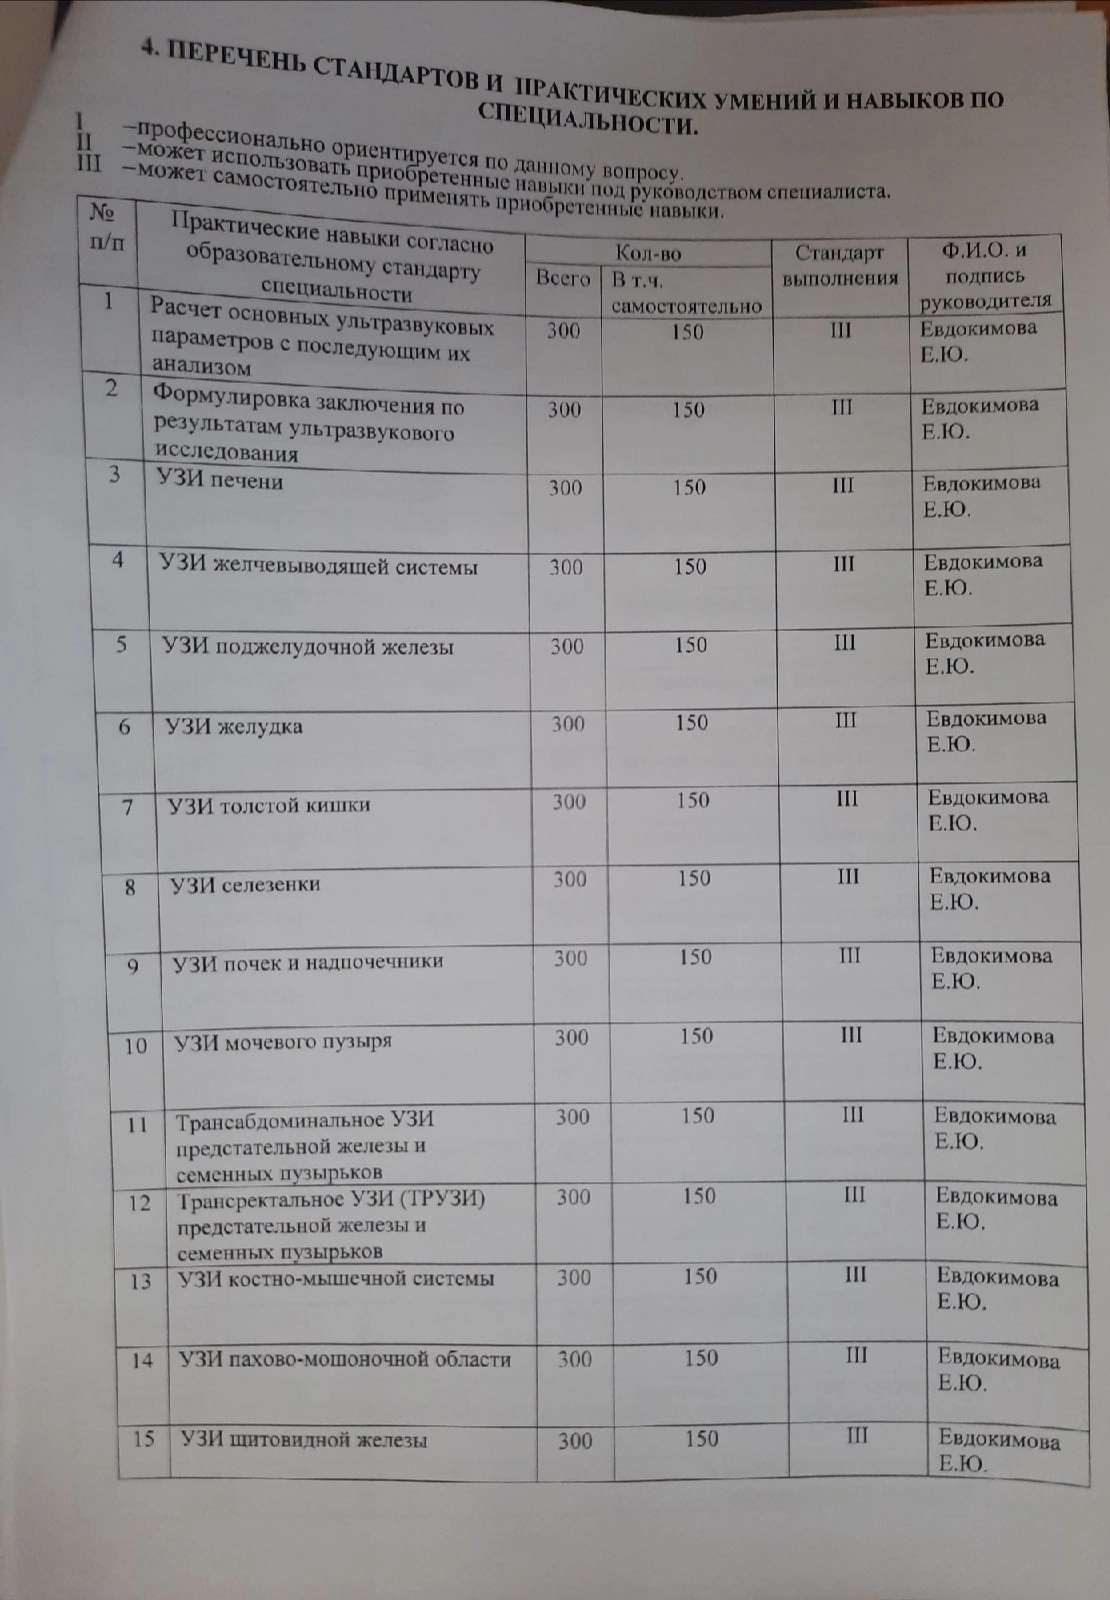 4. ПЕРЕЧЕНЬ СТАНДАРТОВ И ПРАКТИЧЕСКИХ УМЕНИЙ И НАВЫКОВ ПО
СПЕЦИАЛЬНОСТИ.
I –профессионально ориентируется по данному вопросу.
II –может использовать приобретенные навыки под руководством специалиста.
III –может самостоятельно применять приобретенные навыки.
№
п/п
Практические навыки согласно
образовательному стандарту
специальности
Кол-во
Всего
В т.ч.
самостоятельно
Стандарт
выполнения
Ф.И.О. и
подпись
руководителя
1 Расчет основных ультразвуковых 300 150 III Евдокимова
параметров с последующим их Е.Ю.
анализом
2 Формулировка заключения по 300 150 III Евдокимова
результатам ультразвукового Е.Ю.
исследования
3 УЗИ печени 300 150 III Евдокимова
Е.Ю.
4 УЗИ желчевыводящей системы 300 150 III Евдокимова
Е.Ю.
5 УЗИ поджелудочной железы 300 150 III Евдокимова
Е.Ю.
6 УЗИ желудка 300 150 III Евдокимова
Е.Ю.
7 УЗИ толстой кишки 300 150 III Евдокимова
Е.Ю.
8 УЗИ селезенки 300 150 III Евдокимова
Е.Ю.
9 УЗИ почек и надпочечники 300 150 III Евдокимова
Е.Ю.
10 УЗИ мочевого пузыря 300 150 III Евдокимова
Е.Ю.
11 Трансабдоминальное УЗИ 300 150 III Евдокимова
предстательной железы и Е.Ю.
семенных пузырьков
12 Трансректальное УЗИ (ТРУЗИ) 300 150 III Евдокимова
предстательной железы и Е.Ю.
семенных пузырьков
13 УЗИ костно-мышечной системы 300 150 III Евдокимова
Е.Ю.
14 УЗИ пахово-мошоночной области 300 150 III Евдокимова
Е.Ю.
15 УЗИ щитовидной железы 300 150 III Евдокимова
Е.Ю.